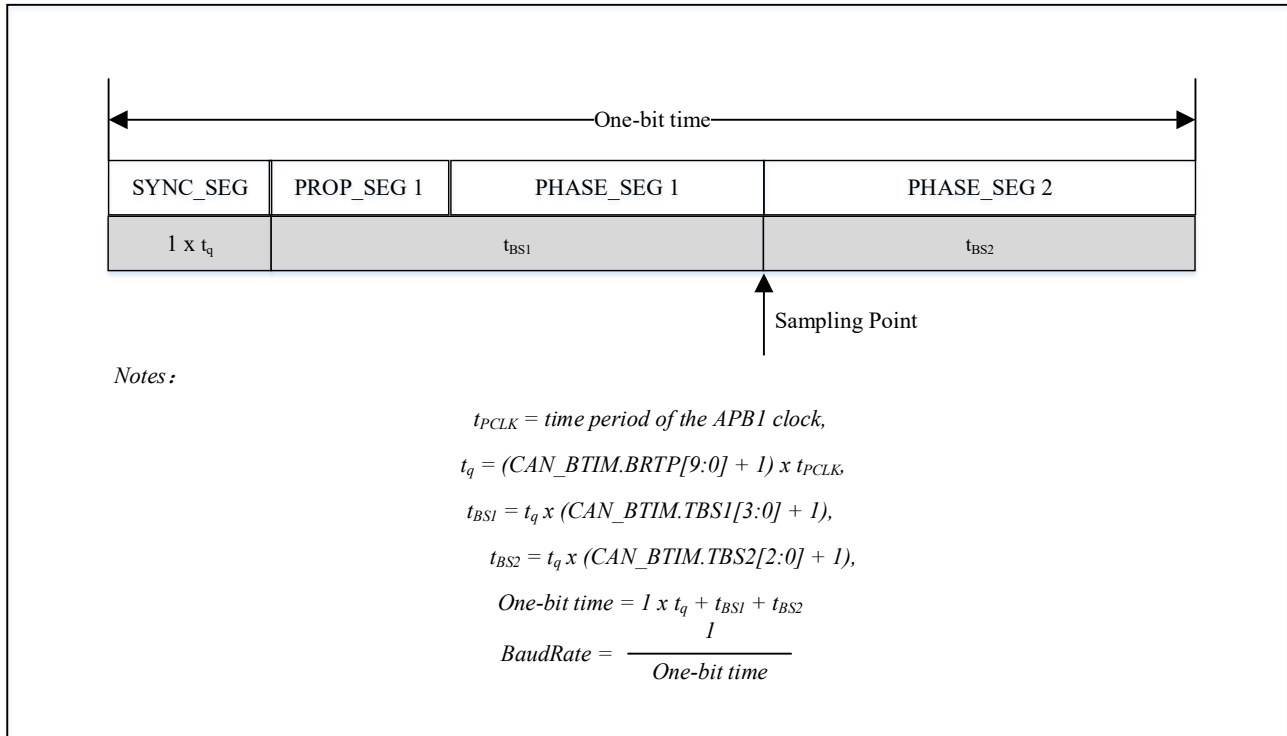 One-bit time
SYNC_SEG PROP_SEG 1 PHASE_SEG 1 PHASE_SEG 2
1 x tq tBS1 tBS2
Sampling Point
Notes：
tPCLK = time period of the APB1 clock,
tq = (CAN_BTIM.BRTP[9:0] + 1) x tPCLK,
tBS1 = tq x (CAN_BTIM.TBS1[3:0] + 1),
tBS2 = tq x (CAN_BTIM.TBS2[2:0] + 1),
One-bit time = 1 x tq + tBS1 + tBS2
1
BaudRate =
One-bit time